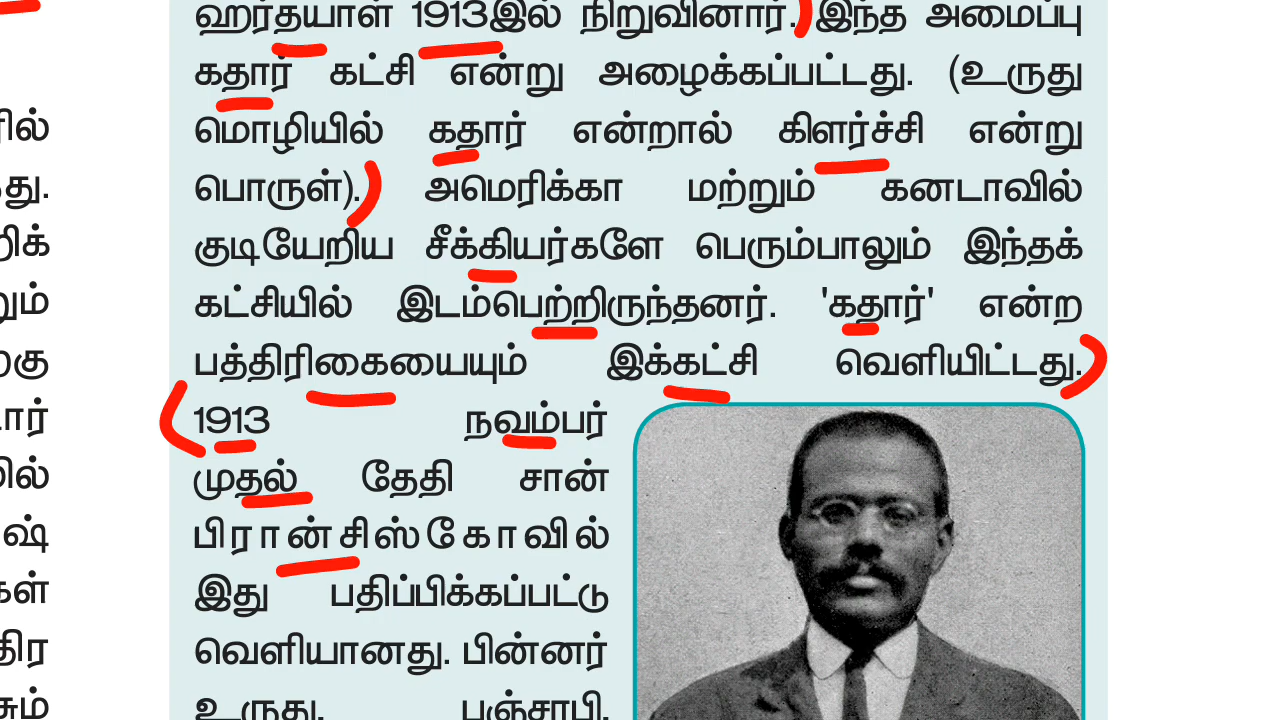 ஹர்தயாள் 1913இல் நிறுவினார். இந்த அமைப்பு
கதார் கட்சி என்று அழைக்கப்பட்டது. (உருது
மொழியில் கதார் என்றால் கிளர்ச்சி என்று
பொருள்). அமெரிக்கா மற்றும் கனடாவில்
குடியேறிய சீக்கியர்களே பெரும்பாலும் இந்தக்
கட்சியில் இடம்பெற்றிருந்தனர். 'கதார்' என்ற
பத்திரிகையையும் இக்கட்சி வெளியிட்டது.
1913 நவம்பர்
முதல் தேதி சான்
பிரான்சிஸ்கோவில்
இது பதிப்பிக்கப்பட்டு
வெளியானது. பின்னர்
உருது, பஞ்சாபி,